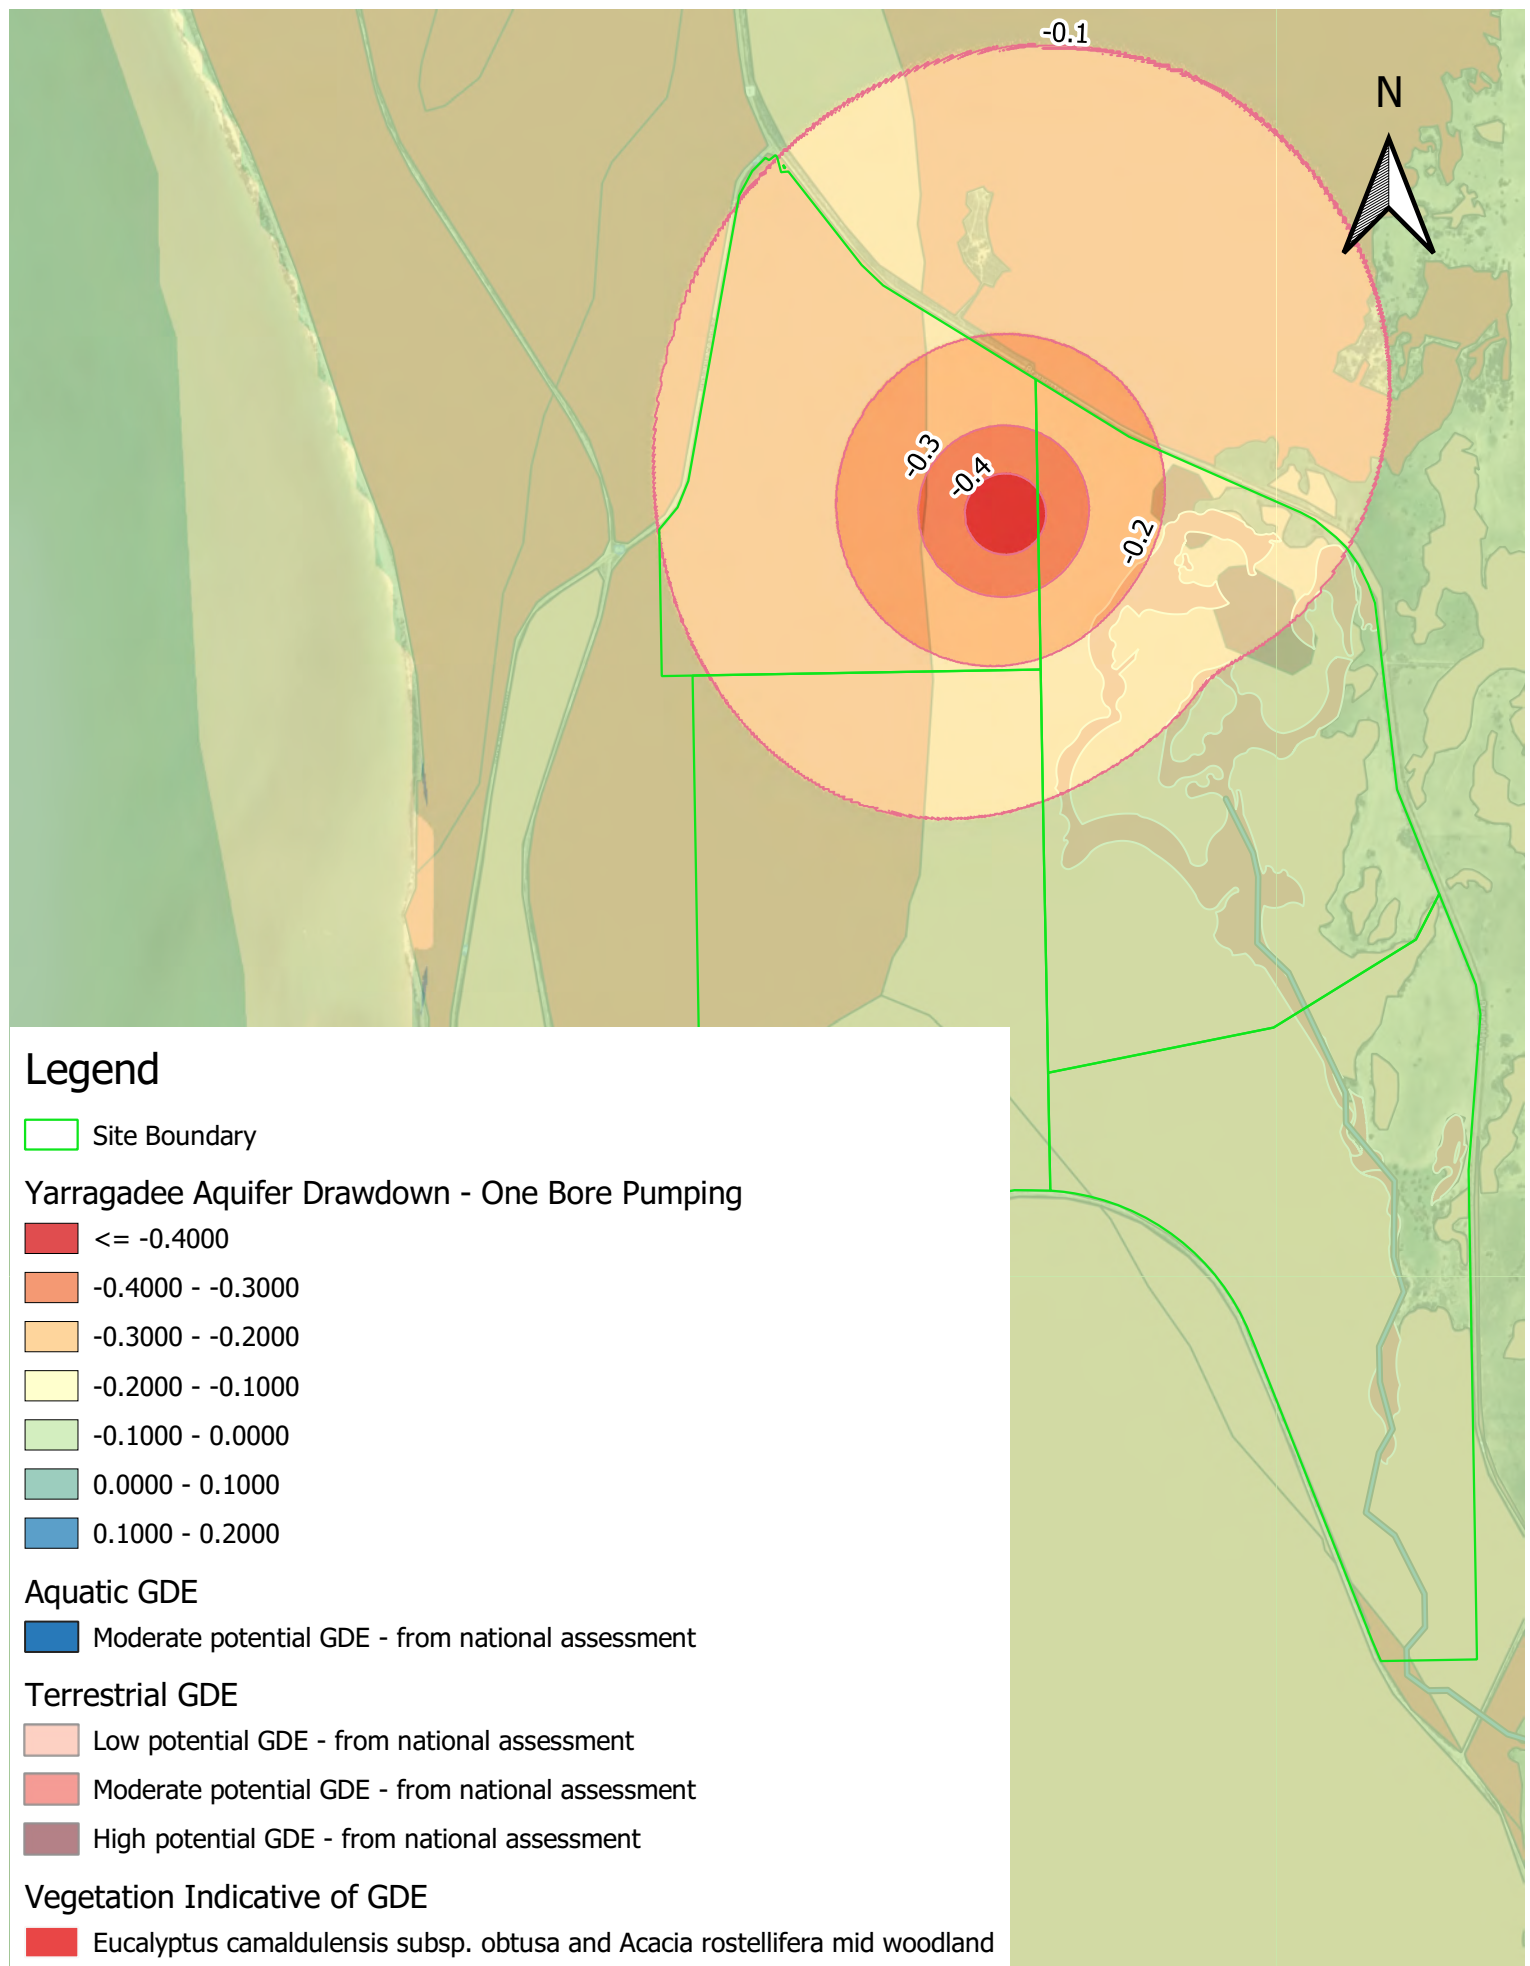 -0.1
N
-0.3
-0.4
-0.2
Legend
Site Boundary
Yarragadee Aquifer Drawdown - One Bore Pumping
<= -0.4000
-0.4000 - -0.3000
-0.3000 - -0.2000
-0.2000 - -0.1000
-0.1000 - 0.0000
0.0000 - 0.1000
0.1000 - 0.2000
Aquatic GDE
Moderate potential GDE - from national assessment
Terrestrial GDE
Low potential GDE - from national assessment
Moderate potential GDE - from national assessment
High potential GDE - from national assessment
Vegetation Indicative of GDE
Eucalyptus camaldulensis subsp. obtusa and Acacia rostellifera mid woodland